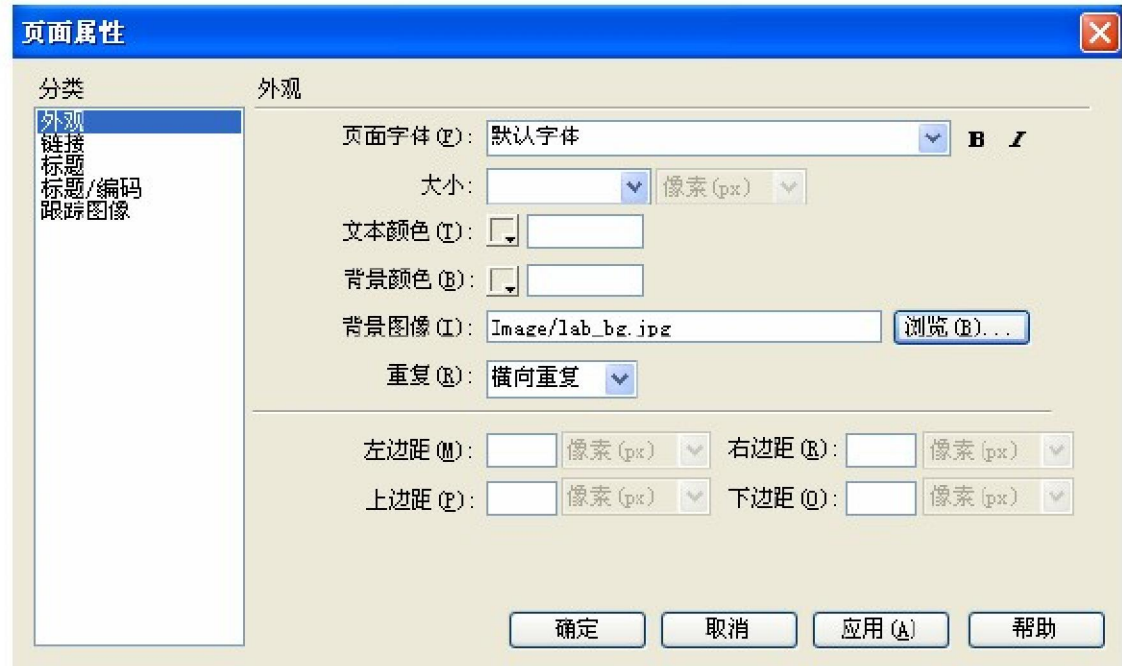 页面属性
分类
外观
链接
标题
标题/编码
跟踪图像
外观
页面字体(F): 默认字体 B I
大小: 像素(px)
文本颜色(T):
背景颜色(B):
背景图像(I): Image/lab_bg.jpg 浏览(B)...
重复(R): 横向重复
左边距(M): 像素(px) 右边距(R): 像素(px)
上边距(P): 像素(px) 下边距(O): 像素(px)
确定 取消 应用(A) 帮助